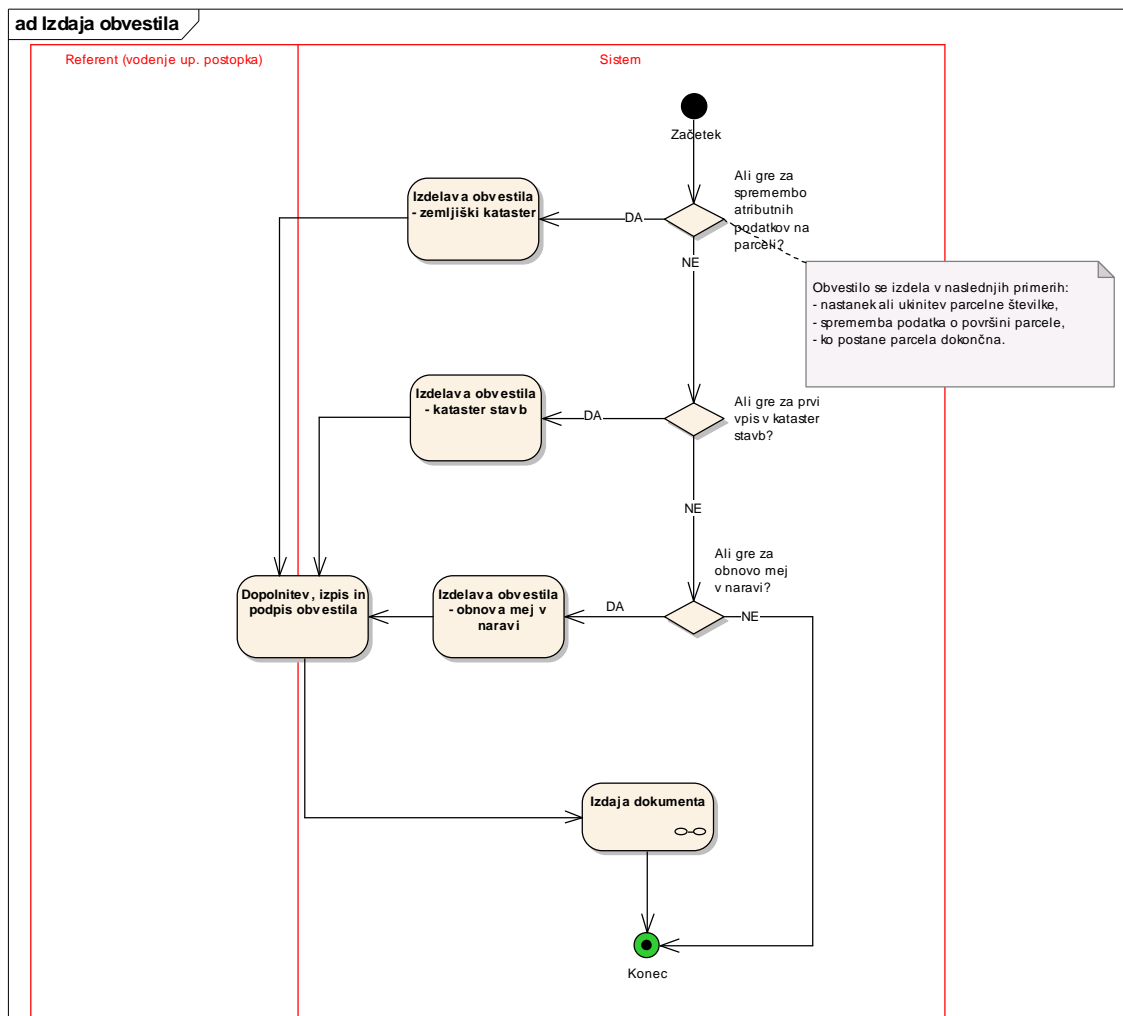 ad Izdaja obvestila
Referent (vodenje up. postopka)
Sistem
Začetek
Ali gre za
spremembo
atributnih
podatkov na
parceli?
Izdelava obvestila
- zemljiški kataster
DA
NE
Obvestilo se izdela v naslednjih primerih:
- nastanek ali ukinitev parcelne številke,
- sprememba podatka o površini parcele,
- ko postane parcela dokončna.
Izdelava obvestila
- kataster stavb
DA
Ali gre za prvi
vpis v kataster
stavb?
NE
Ali gre za
obnovo mej
v naravi?
Dopolnitev, izpis in
podpis obvestila
Izdelava obvestila
- obnova mej v
naravi
DA
NE
Izdaja dokumenta
Konec